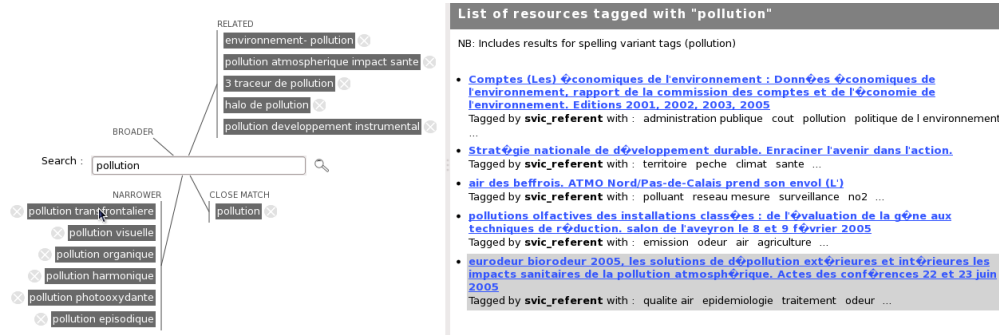 RELATED
environnement- pollution
pollution atmospherique impact sante
3 traceur de pollution
halo de pollution
pollution developpement instrumental
BROADER
Search :
pollution
NARROWER
pollution transfrontaliere
pollution visuelle
pollution organique
pollution harmonique
pollution photooxydante
pollution episodique
CLOSE MATCH
pollution
List of resources tagged with "pollution"
NB: Includes results for spelling variant tags (pollution)
Comptes (Les) �conomiques de l'environnement : Donn�es �conomiques de
l'environnement, rapport de la commission des comptes et de l'�conomie de
l'environnement. Editions 2001, 2002, 2003, 2005
Tagged by svic_referent with : administration publique cout pollution politique de l environnement
...
Strat�gie nationale de d�veloppement durable. Enraciner l'avenir dans l'action.
Tagged by svic_referent with : territoire peche climat sante ...
air des beffrois. ATMO Nord/Pas-de-Calais prend son envol (L')
Tagged by svic_referent with : polluant reseau mesure surveillance no2 ...
pollutions olfactives des installations class�es : de l'�valuation de la g�ne aux
techniques de r�duction. salon de l'aveyron le 8 et 9 f�vrier 2005
Tagged by svic_referent with : emission odeur air agriculture ...
eurodeur biorodeur 2005, les solutions de d�pollution ext�rieures et int�rieures les
impacts sanitaires de la pollution atmosph�rique. Actes des conf�rences 22 et 23 juin
2005
Tagged by svic_referent with : qualite air epidemiologie traitement odeur ...